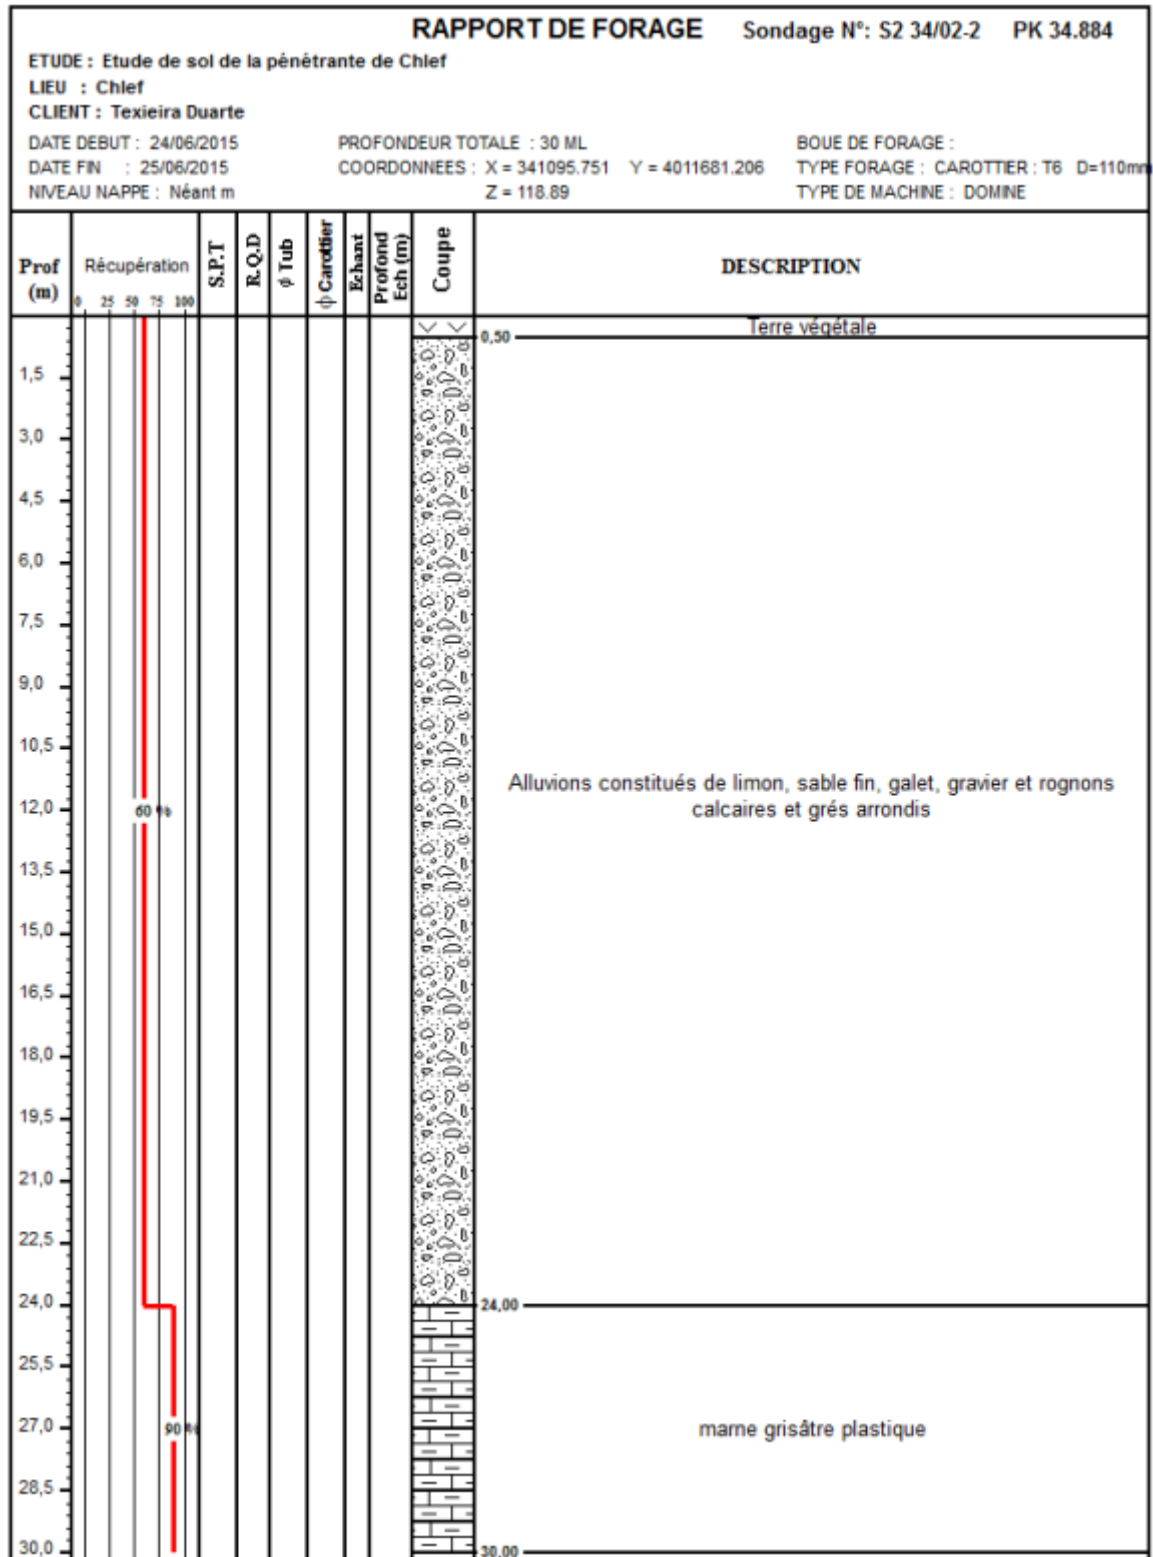 RAPPORT DE FORAGE Sondage N°: S2 34/02-2 PK 34.884
ETUDE : Etude de sol de la pénétrante de Chlef
LIEU : Chlef
CLIENT : Texieira Duarte
DATE DEBUT : 24/06/2015 PROFONDEUR TOTALE : 30 ML BOUE DE FORAGE :
DATE FIN : 25/06/2015 COORDONNEES : X = 341095.751 Y = 4011681.206 TYPE FORAGE : CAROTTIER : T6 D=110mm
NIVEAU NAPPE : Néant m Z = 118.89 TYPE DE MACHINE : DOMINE
Prof (m) Récupération S.P.T R.Q.D ϕ Tub ϕ Carottier Echant Profond Ech (m) Coupe DESCRIPTION
0 25 50 75 100
Terre végétale
0,50
1,5
3,0
4,5
6,0
7,5
9,0
10,5
Alluvions constitués de limon, sable fin, galet, gravier et rognons
calcaires et grés arrondis
12,0 60 %
13,5
15,0
16,5
18,0
19,5
21,0
22,5
24,0 24,00
25,5
27,0 90 % marne grisâtre plastique
28,5
30,0 30,00